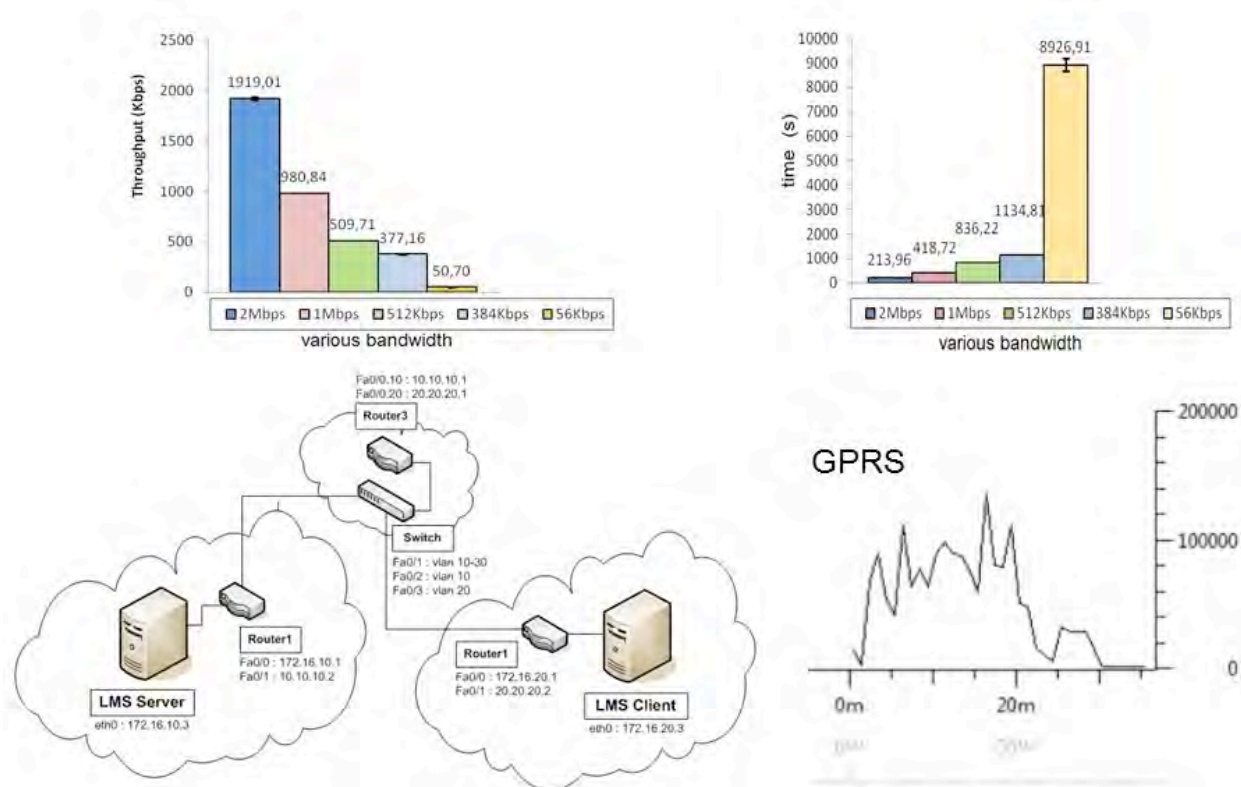 2500
2000
1500
1000
500
0
Throughput (Kbps)
1919,01
980,84
509,71
377,16
50,70
2Mbps 1Mbps 512Kbps 384Kbps 56Kbps
various bandwidth
10000
9000
8000
7000
6000
5000
4000
3000
2000
1000
0
time (s)
213,96
418,72
836,22
1134,81
8926,91
2Mbps 1Mbps 512Kbps 384Kbps 56Kbps
various bandwidth
Fa0/0.10 : 10.10.10.1
Fa0/0.20 : 20.20.20.1
Router3
Switch
Fa0/1 : vlan 10-30
Fa0/2 : vlan 10
Fa0/3 : vlan 20
Router1
Fa0/0 : 172.16.10.1
Fa0/1 : 10.10.10.2
LMS Server
eth0 : 172.16.10.3
Router1
Fa0/0 : 172.16.20.1
Fa0/1 : 20.20.20.2
LMS Client
eth0 : 172.16.20.3
GPRS
200000
100000
0
0m 20m